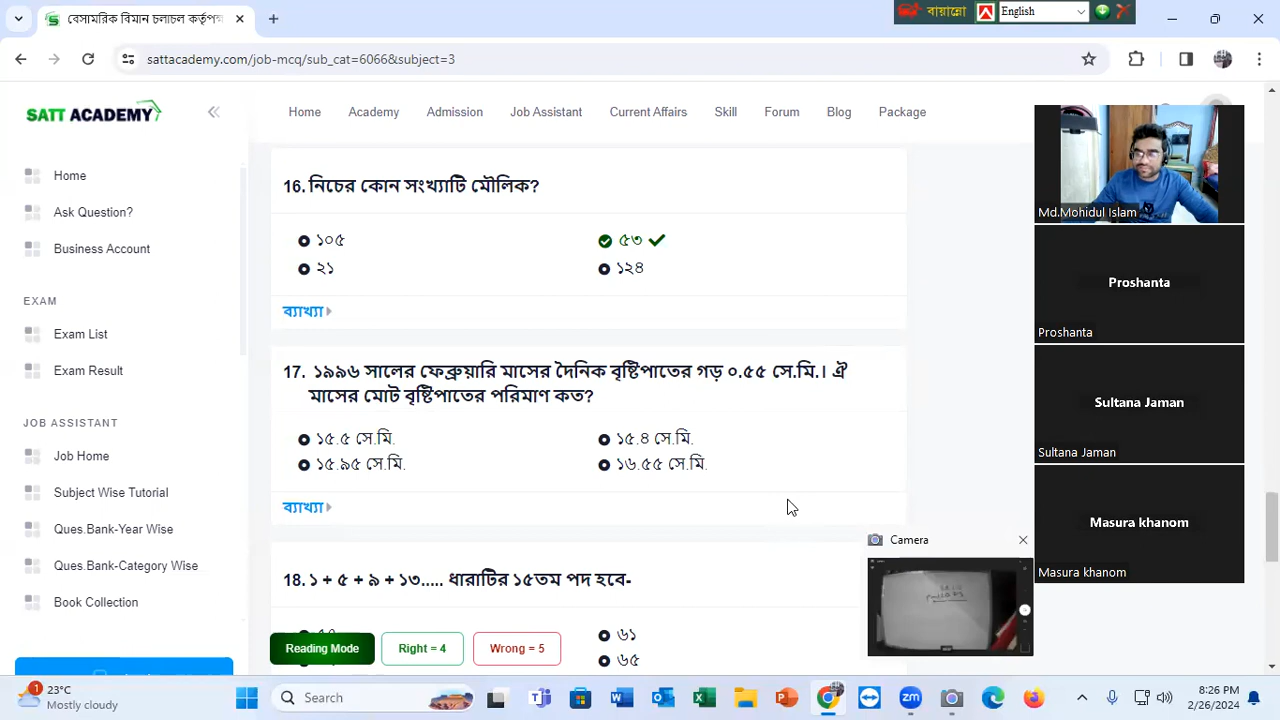 বেসামরিক বিমান চলাচল কর্তৃপক্ষ
বায়ান্নো
English
sattacademy.com/job-mcq/sub_cat=6066&subject=3
SATT ACADEMY
Home
Academy
Admission
Job Assistant
Current Affairs
Skill
Forum
Blog
Package
Home
Ask Question?
Business Account
EXAM
Exam List
Exam Result
JOB ASSISTANT
Job Home
Subject Wise Tutorial
Ques.Bank-Year Wise
Ques.Bank-Category Wise
Book Collection
16. নিচের কোন সংখ্যাটি মৌলিক?
১০৫
৫৩
২১
১২৪
ব্যাখ্যা
17. ১৯৯৬ সালের ফেব্রুয়ারি মাসের দৈনিক বৃষ্টিপাতের গড় ০.৫৫ সে.মি.। ঐ
মাসের মোট বৃষ্টিপাতের পরিমাণ কত?
১৫.৫ সে.মি.
১৫.৪ সে.মি.
১৫.৯৫ সে.মি.
১৬.৫৫ সে.মি.
ব্যাখ্যা
18. ১ + ৫ + ৯ + ১৩..... ধারাটির ১৫তম পদ হবে-
৬১
৬৫
Reading Mode
Right = 4
Wrong = 5
Md.Mohidul Islam
Proshanta
Proshanta
Sultana Jaman
Sultana Jaman
Masura khanom
Masura khanom
Camera
1
23°C
Mostly cloudy
Search
8:26 PM
2/26/2024